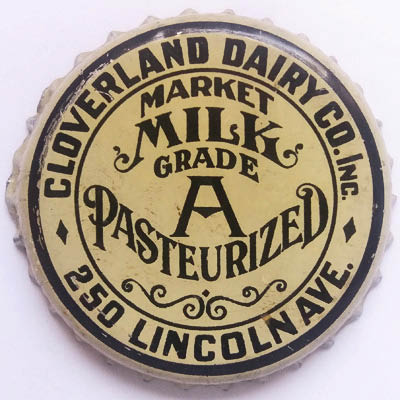 CLOVERLAND DAIRY CO. INC.
MARKET
MILK
GRADE
A
PASTEURIZED
250 LINCOLN AVE.